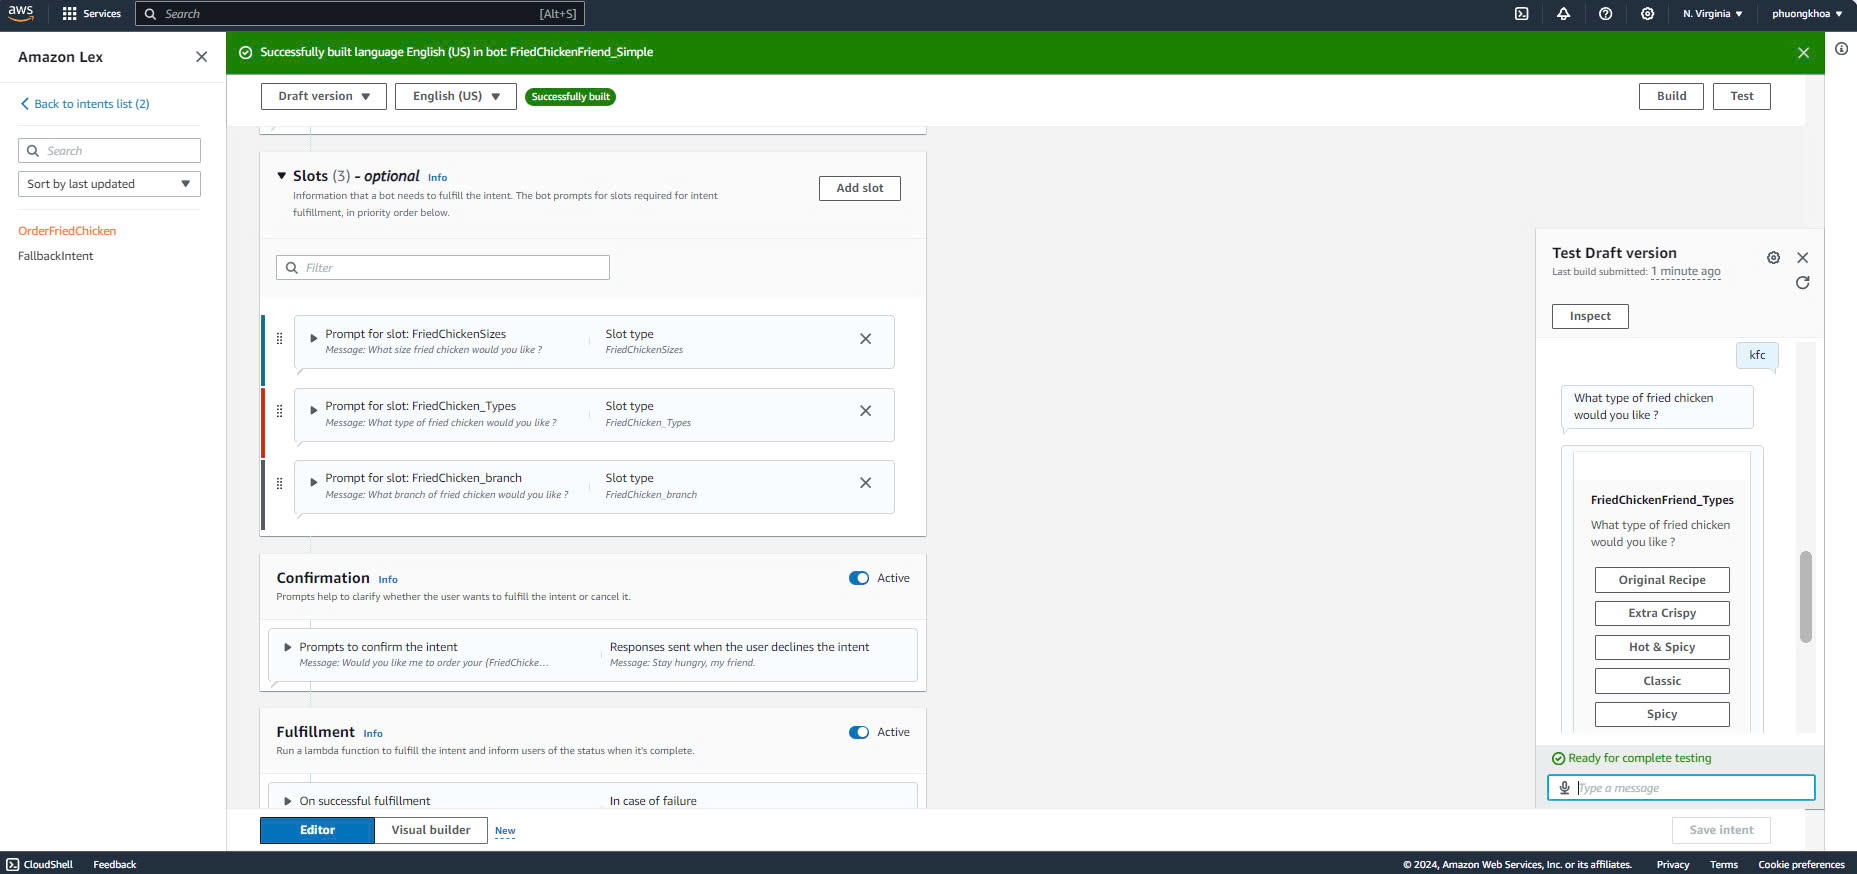 aws
Services
Search
[Alt+S]
N. Virginia
phuongkhoa
Amazon Lex
Back to intents list (2)
Search
Sort by last updated
OrderFriedChicken
FallbackIntent
Successfully built language English (US) in bot: FriedChickenFriend_Simple
Draft version
English (US)
Successfully built
Build
Test
Slots (3) - optional Info
Information that a bot needs to fulfill the intent. The bot prompts for slots required for intent
fulfillment, in priority order below.
Add slot
Filter
Prompt for slot: FriedChickenSizes
Message: What size fried chicken would you like ?
Slot type
FriedChickenSizes
Prompt for slot: FriedChicken_Types
Message: What type of fried chicken would you like ?
Slot type
FriedChicken_Types
Prompt for slot: FriedChicken_branch
Message: What branch of fried chicken would you like ?
Slot type
FriedChicken_branch
Confirmation Info
Active
Prompts help to clarify whether the user wants to fulfill the intent or cancel it.
Prompts to confirm the intent
Message: Would you like me to order your {FriedChicke...
Responses sent when the user declines the intent
Message: Stay hungry, my friend.
Fulfillment Info
Active
Run a lambda function to fulfill the intent and inform users of the status when it's complete.
On successful fulfillment
In case of failure
Editor
Visual builder
New
Save intent
Test Draft version
Last build submitted: 1 minute ago
Inspect
kfc
What type of fried chicken
would you like ?
FriedChickenFriend_Types
What type of fried chicken
would you like ?
Original Recipe
Extra Crispy
Hot & Spicy
Classic
Spicy
Ready for complete testing
Type a message
CloudShell
Feedback
© 2024, Amazon Web Services, Inc. or its affiliates.
Privacy
Terms
Cookie preferences